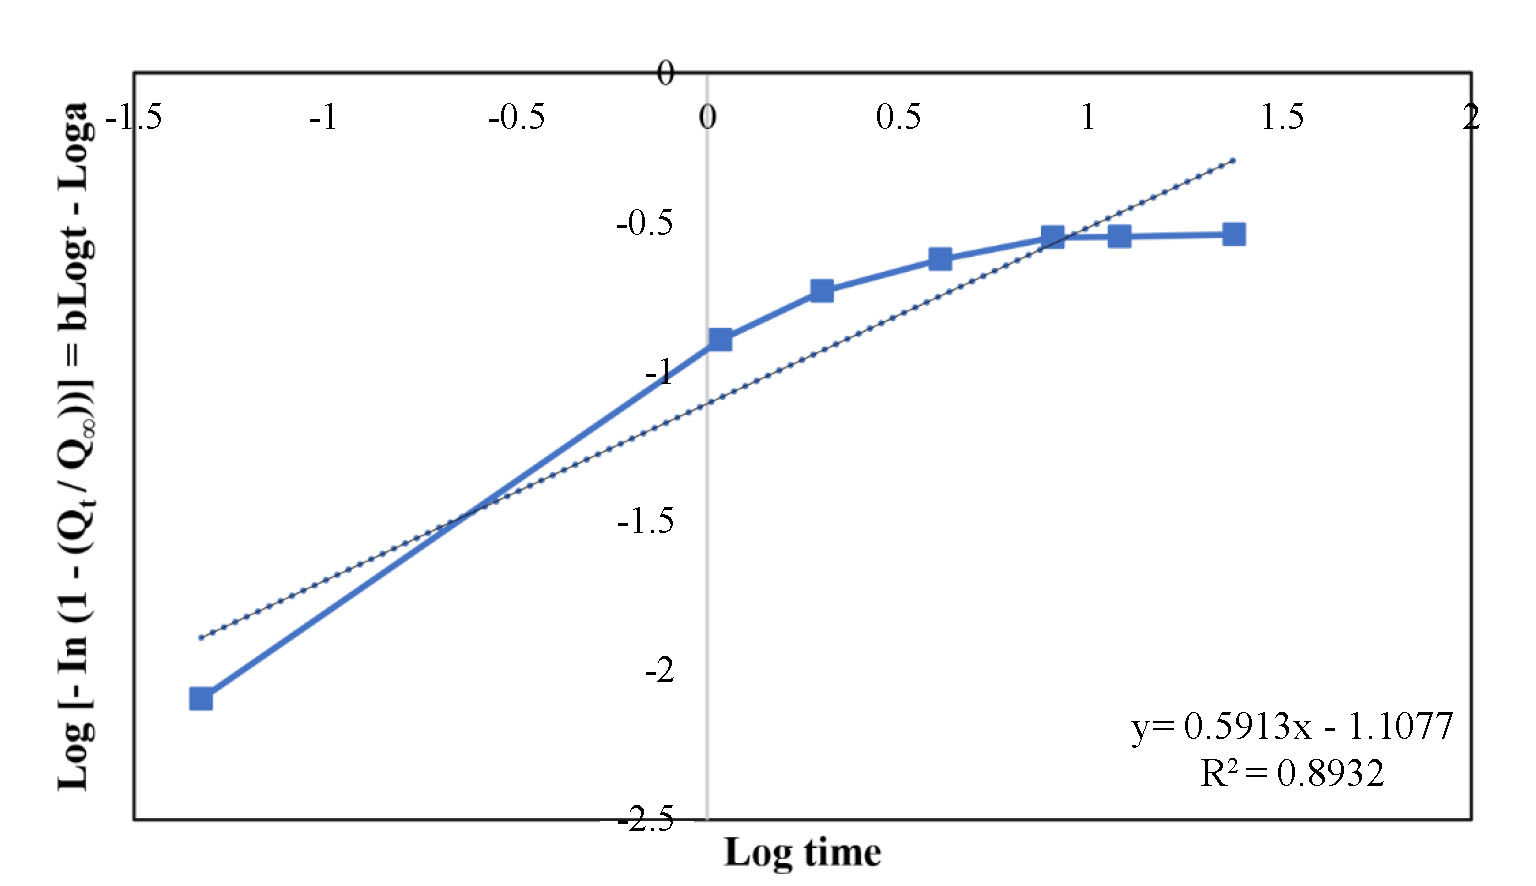 0
-1.5 -1 -0.5 0 0.5 1 1.5 2
-0.5
-1
-1.5
-2
-2.5
Log [- In (1 - (Qt / Q∞))] = bLogt - Loga
y= 0.5913x - 1.1077
R² = 0.8932
Log time